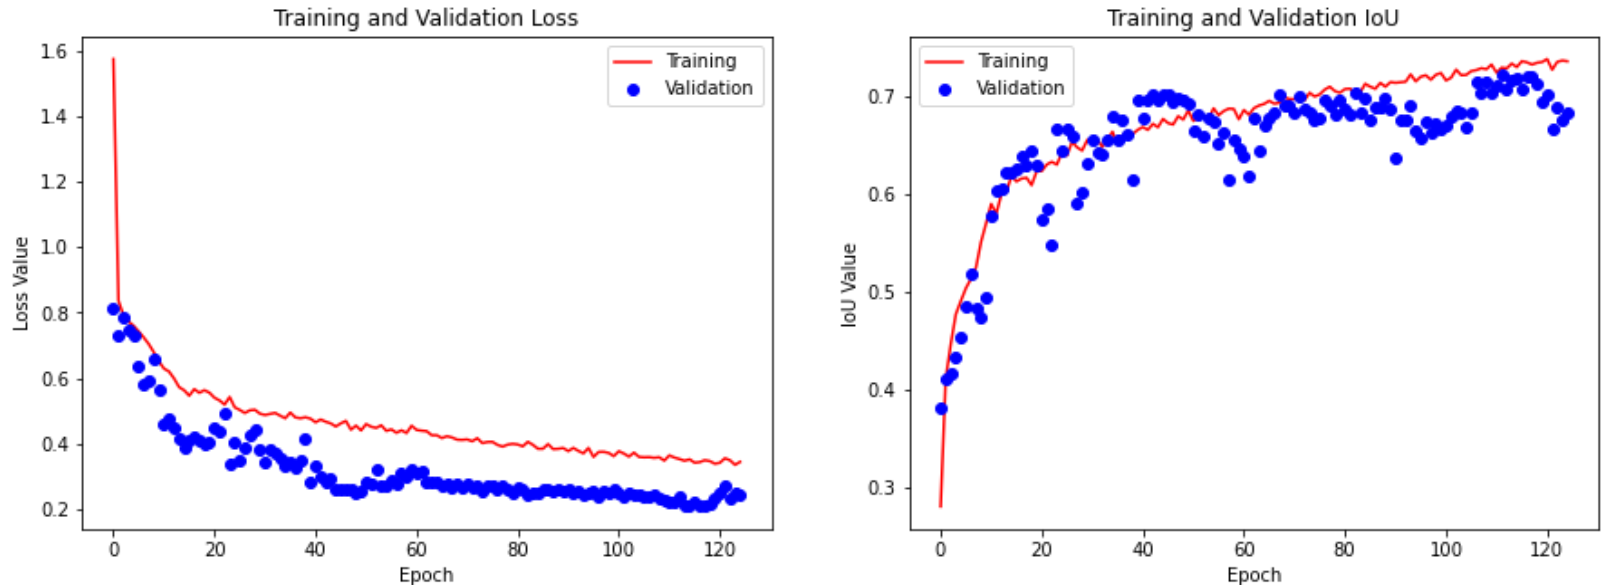 Training and Validation Loss
Training
Validation
1.6
1.4
1.2
1.0
0.8
0.6
0.4
0.2
Loss Value
0 20 40 60 80 100 120
Epoch
Training and Validation IoU
Training
Validation
0.7
0.6
0.5
0.4
0.3
IoU Value
0 20 40 60 80 100 120
Epoch